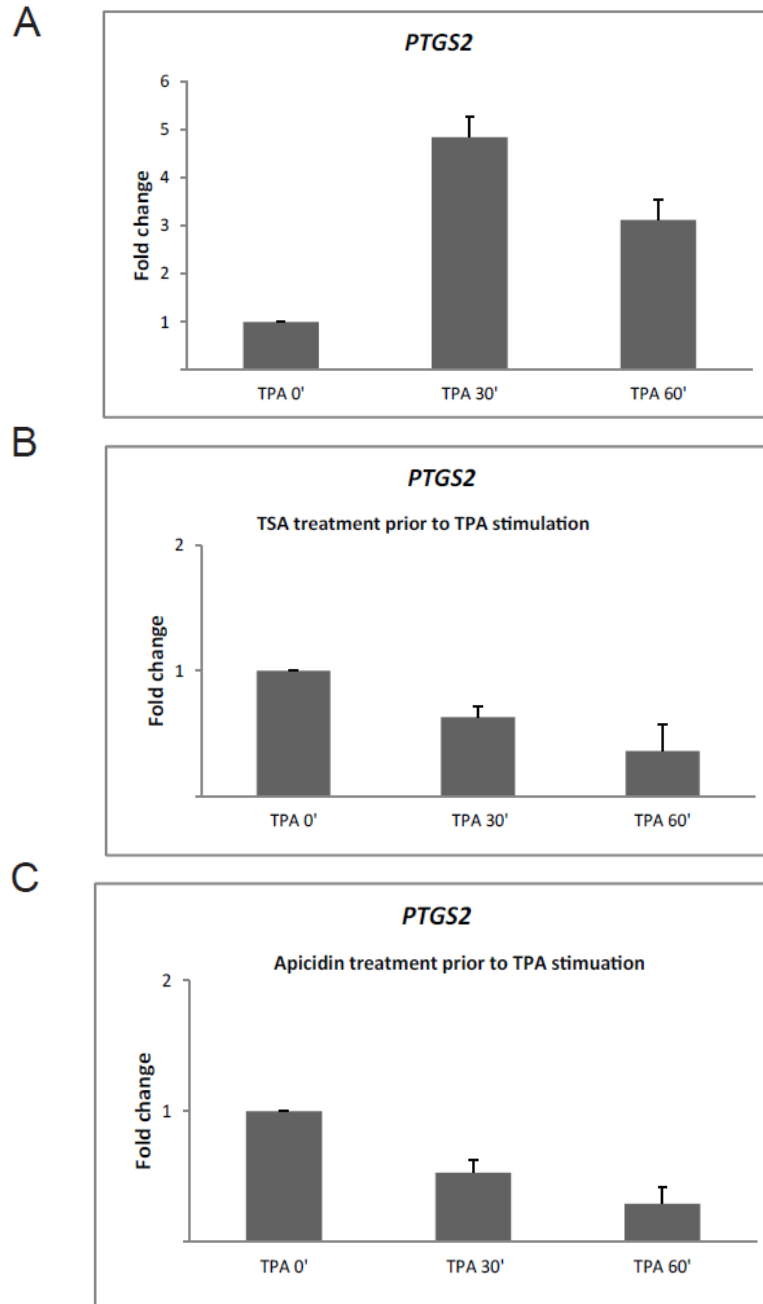 A
PTGS2
6
5
4
3
2
1
Fold change
TPA 0' TPA 30' TPA 60'
B
PTGS2
TSA treatment prior to TPA stimulation
2
1
Fold change
TPA 0' TPA 30' TPA 60'
C
PTGS2
Apicidin treatment prior to TPA stimuation
2
1
Fold change
TPA 0' TPA 30' TPA 60'